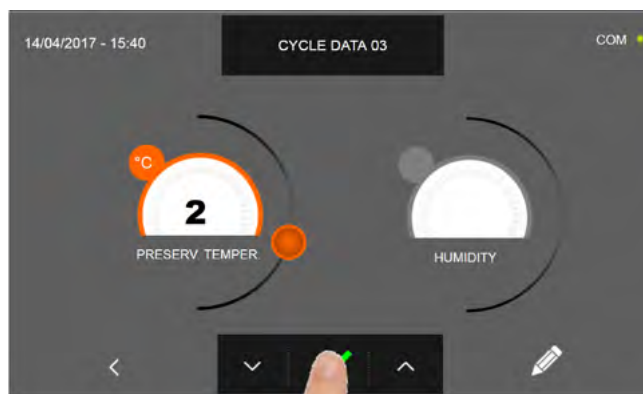 14/04/2017 - 15:40
CYCLE DATA 03
COM
°C
2
PRESERV. TEMPER.
HUMIDITY